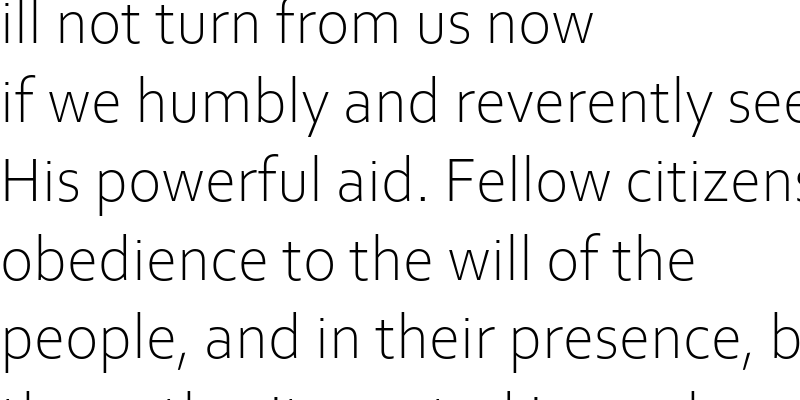 ill not turn from us now
if we humbly and reverently see
His powerful aid. Fellow citizens
obedience to the will of the
people, and in their presence, b